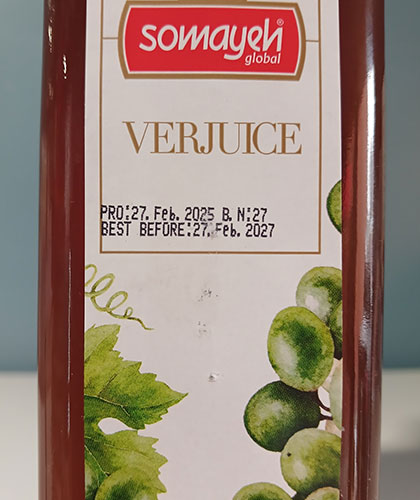 somayeh®
global
VERJUICE
PRO:27. Feb. 2025 B. N:27
BEST BEFORE:27. Feb. 2027